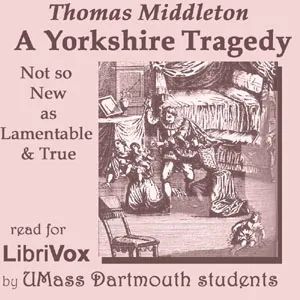 Thomas Middleton
A Yorkshire Tragedy
Not so
New
as
Lamentable
& True
read for
LibriVox
by UMass Dartmouth students